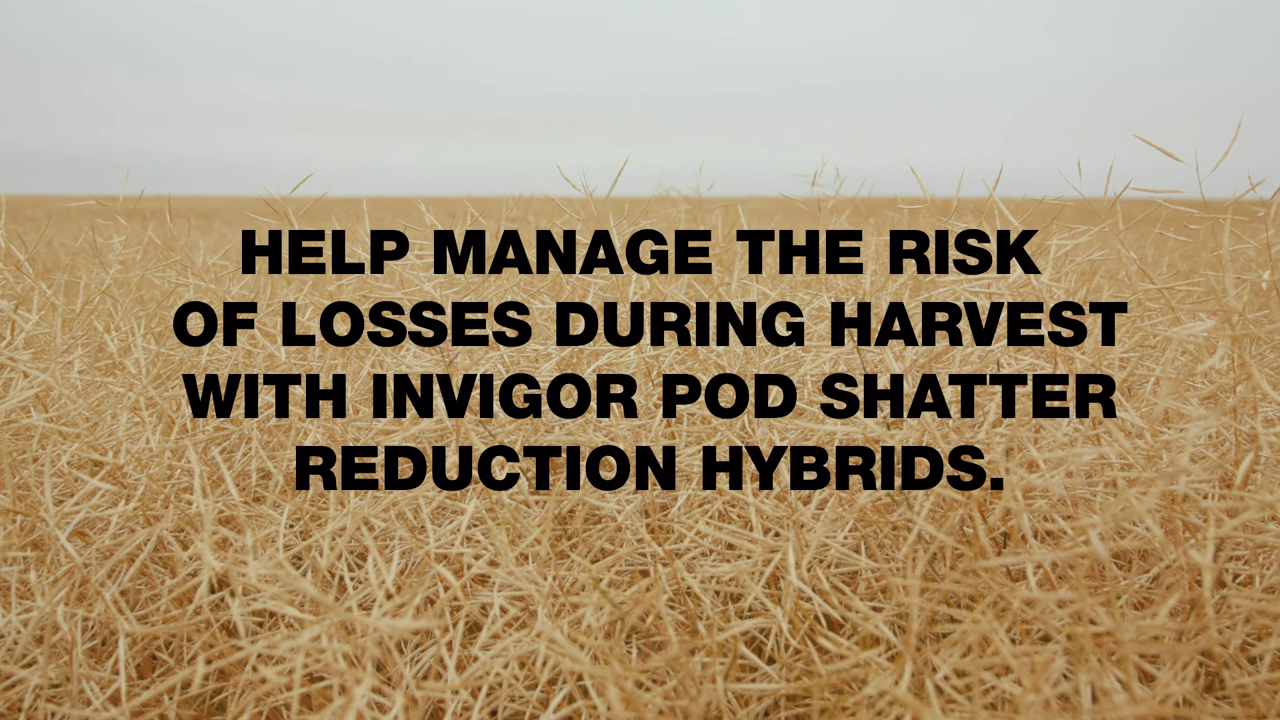 HELP MANAGE THE RISK
OF LOSSES DURING HARVEST
WITH INVIGOR POD SHATTER
REDUCTION HYBRIDS.